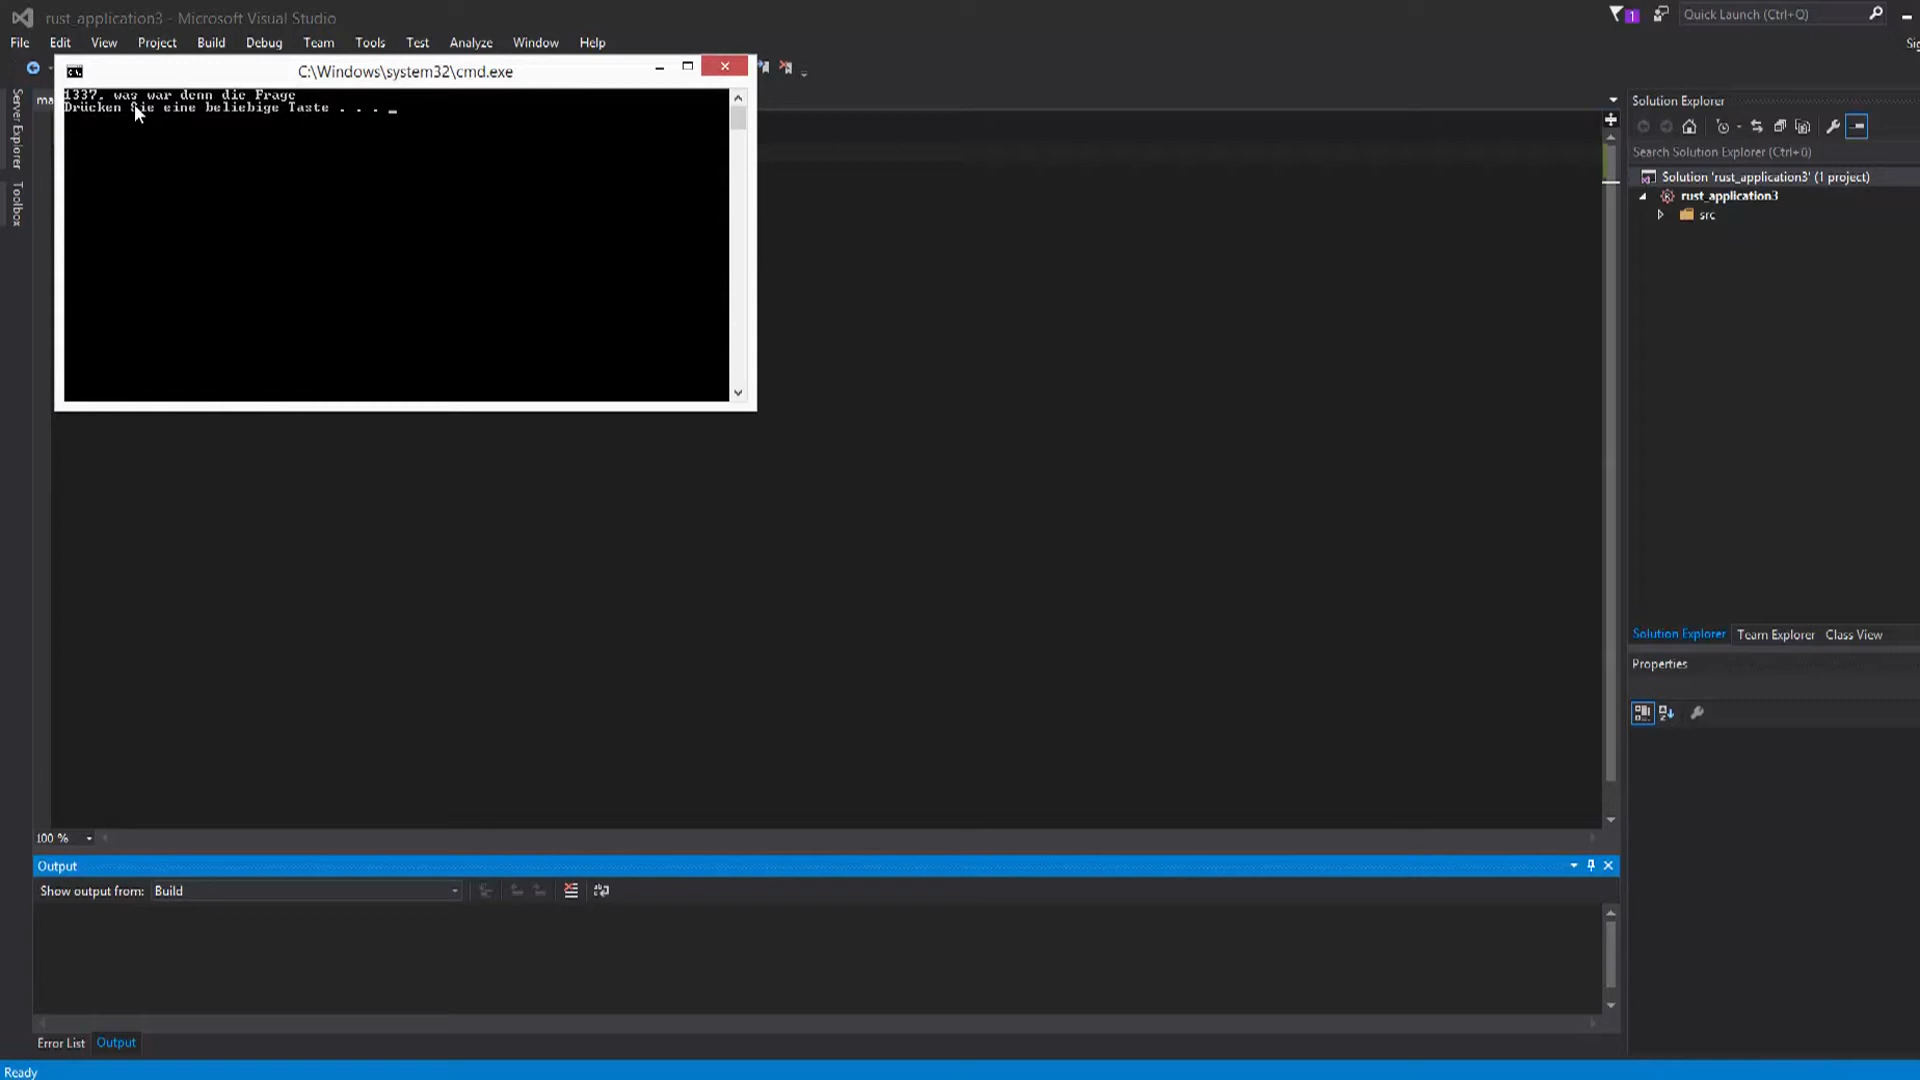 rust_application3 - Microsoft Visual Studio
1
Quick Launch (Ctrl+Q)
File Edit View Project Build Debug Team Tools Test Analyze Window Help
C:\Windows\system32\cmd.exe
1337, was war denn die Frage
Drücken Sie eine beliebige Taste . . . _
Server Explorer
Toolbox
Solution Explorer
Search Solution Explorer (Ctrl+ü)
Solution 'rust_application3' (1 project)
rust_application3
src
Solution Explorer Team Explorer Class View
Properties
100 %
Output
Show output from: Build
Error List Output
Ready